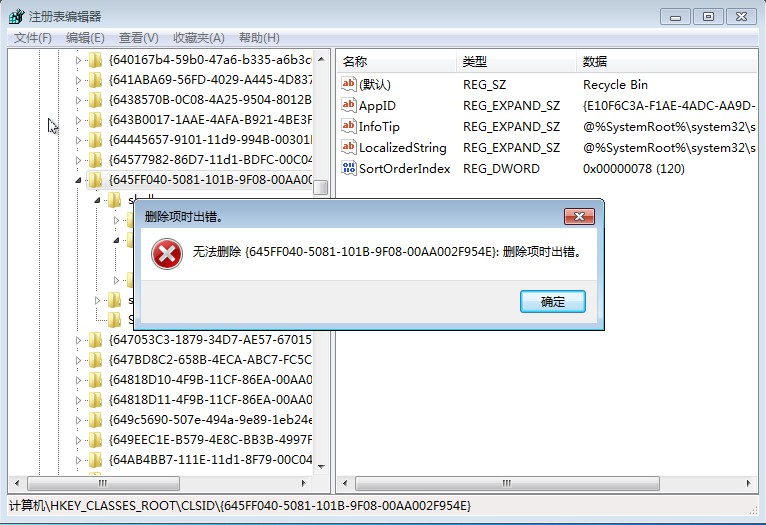 注册表编辑器
文件(F) 编辑(E) 查看(V) 收藏夹(A) 帮助(H)
{640167b4-59b0-47a6-b335-a6b3c
{641ABA69-56FD-4029-A445-4D837
{6438570B-0C08-4A25-9504-8012B
{643B0017-1AAE-4AFA-B921-4BE3F
{64445657-9101-11d9-994B-00301
{64577982-86D7-11d1-BDFC-00C04
{645FF040-5081-101B-9F08-00AA00
{647053C3-1879-34D7-AE57-67015
{647BD8C2-658B-4ECA-ABC7-FC5C
{64818D10-4F9B-11CF-86EA-00AA0
{64818D11-4F9B-11CF-86EA-00AA0
{649c5690-507e-494a-9e89-1eb24e
{649EEC1E-B579-4E8C-BB3B-4997F
{64AB4BB7-111E-11d1-8F79-00C04
名称 类型 数据
(默认) REG_SZ Recycle Bin
AppID REG_EXPAND_SZ {E10F6C3A-F1AE-4ADC-AA9D-
InfoTip REG_EXPAND_SZ @%SystemRoot%\system32\s
LocalizedString REG_EXPAND_SZ @%SystemRoot%\system32\s
SortOrderIndex REG_DWORD 0x00000078 (120)
删除项时出错。
无法删除 {645FF040-5081-101B-9F08-00AA002F954E}: 删除项时出错。
确定
计算机\HKEY_CLASSES_ROOT\CLSID\{645FF040-5081-101B-9F08-00AA002F954E}